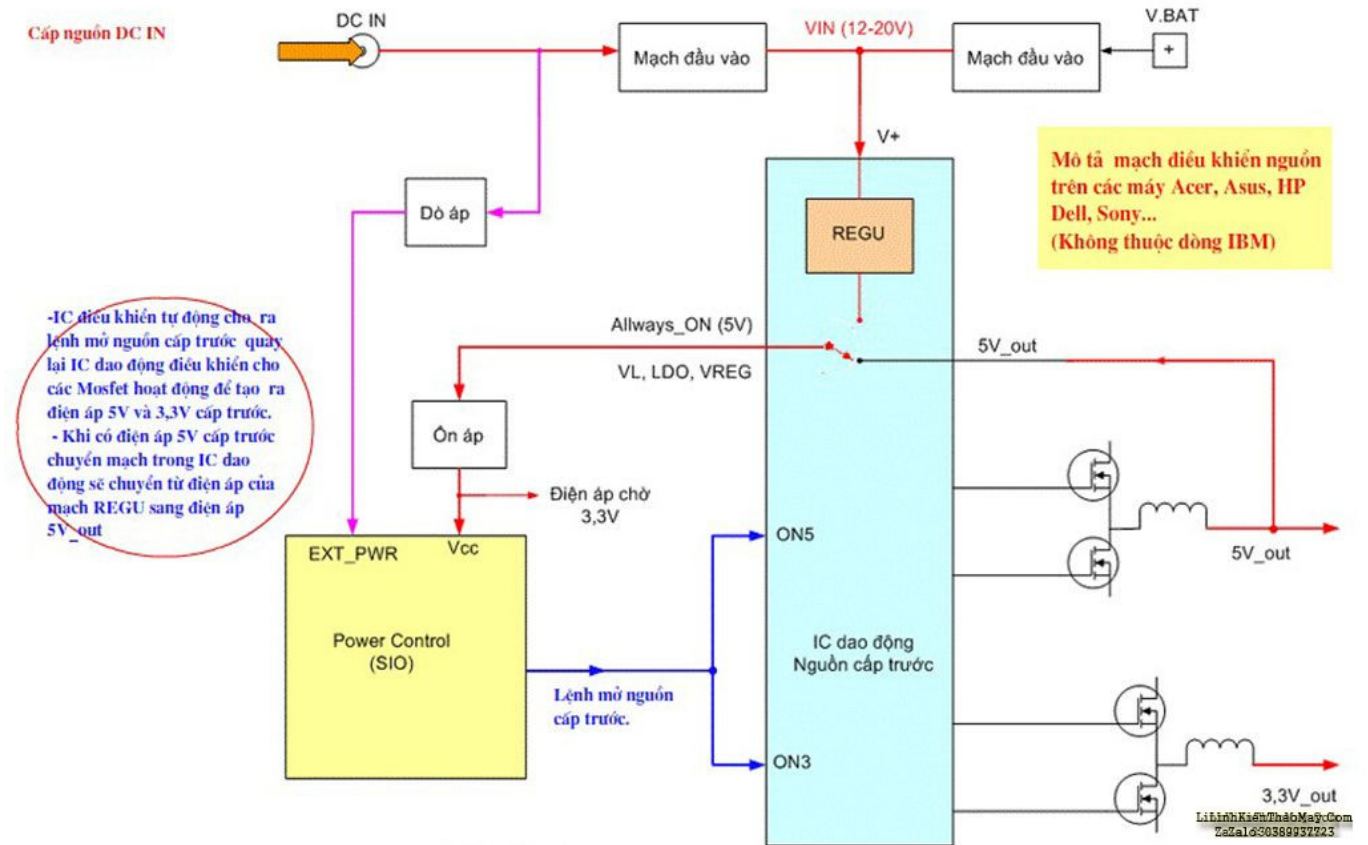 Cấp nguồn DC IN
DC IN
Mạch đầu vào
VIN (12-20V)
Mạch đầu vào
V.BAT
+
V+
Dò áp
REGU
Mô tả mạch điều khiển nguồn
trên các máy Acer, Asus, HP
Dell, Sony...
(Không thuộc dòng IBM)
-IC điều khiển tự động cho ra
lệnh mở nguồn cấp trước quay
lại IC dao động điều khiển cho
các Mosfet hoạt động để tạo ra
điện áp 5V và 3,3V cấp trước.
- Khi có điện áp 5V cấp trước
chuyển mạch trong IC dao
động sẽ chuyển từ điện áp của
mạch REGU sang điện áp
5V_out
Allways_ON (5V)
VL, LDO, VREG
5V_out
Ổn áp
Điện áp chờ
3,3V
EXT_PWR
Vcc
ON5
5V_out
Power Control
(SIO)
IC dao động
Nguồn cấp trước
Lệnh mở nguồn
cấp trước.
ON3
3,3V_out